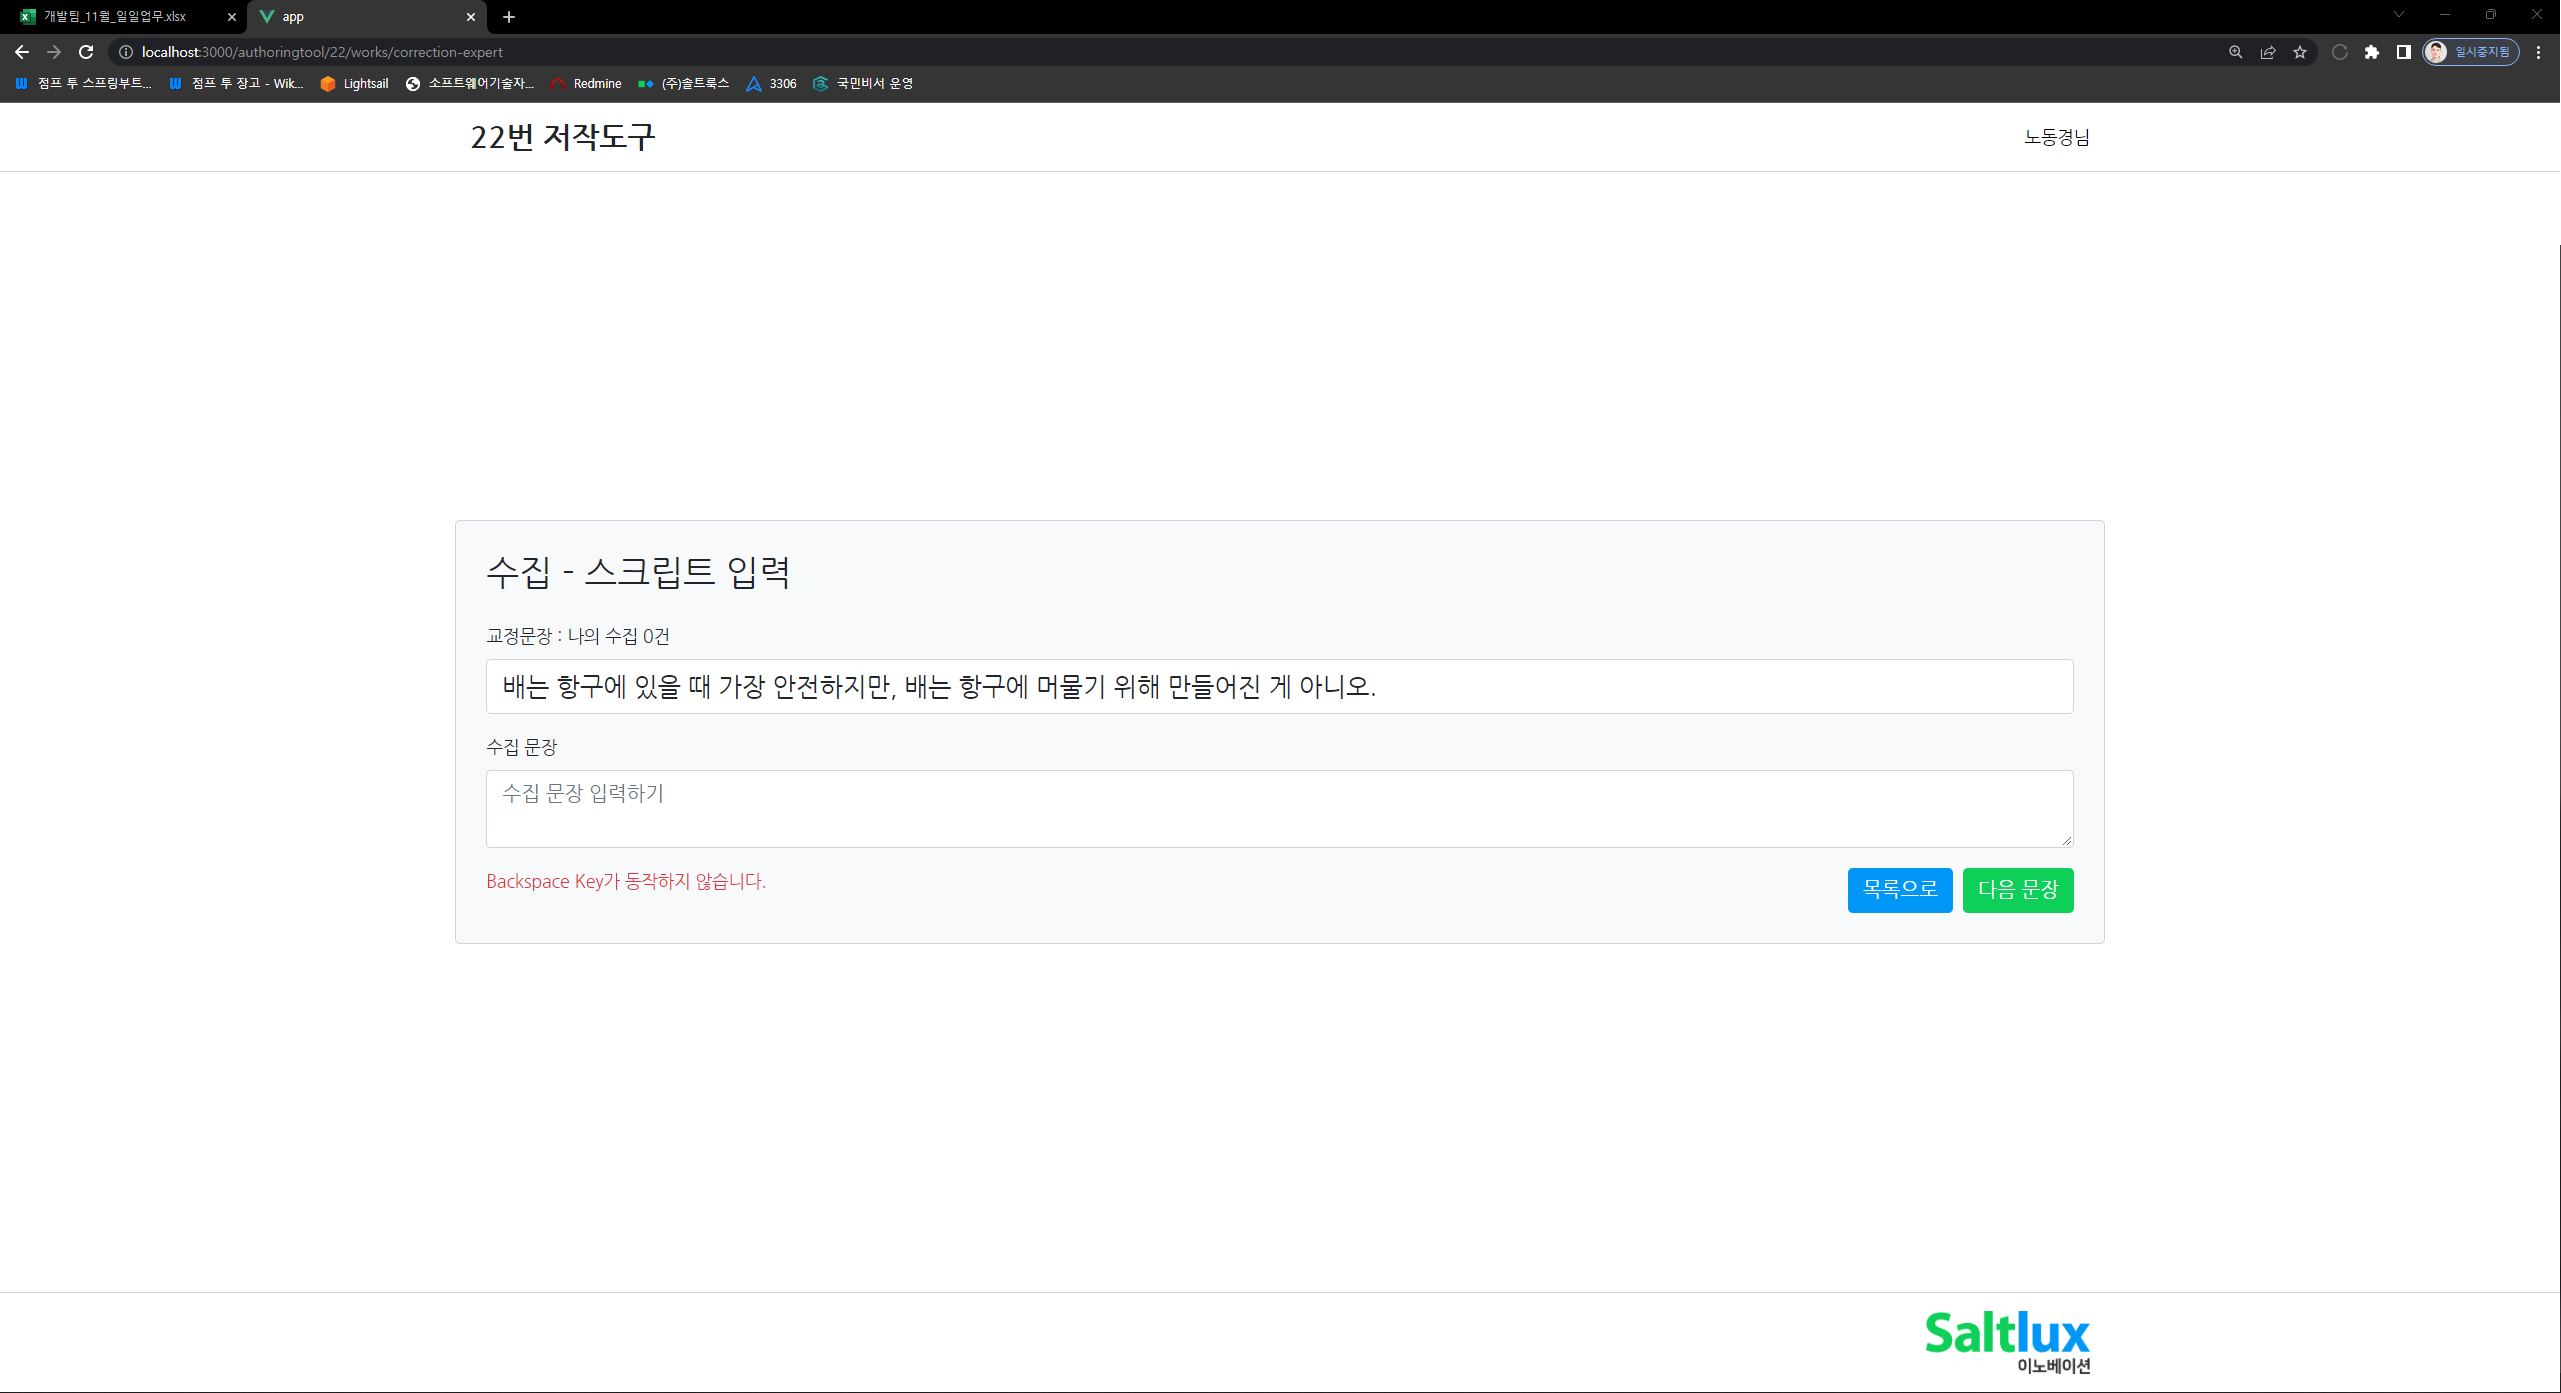 개발팀_11월_일일업무.xlsx
app
localhost:3000/authoringtool/22/works/correction-expert
일시중지됨
점프 투 스프링부트...
점프 투 장고 - Wik...
Lightsail
소프트웨어기술자...
Redmine
(주)솔트룩스
3306
국민비서 운영
22번 저작도구
노동경님
수집 - 스크립트 입력
교정문장 : 나의 수집 0건
배는 항구에 있을 때 가장 안전하지만, 배는 항구에 머물기 위해 만들어진 게 아니오.
수집 문장
수집 문장 입력하기
Backspace Key가 동작하지 않습니다.
목록으로
다음 문장
Saltlux
이노베이션